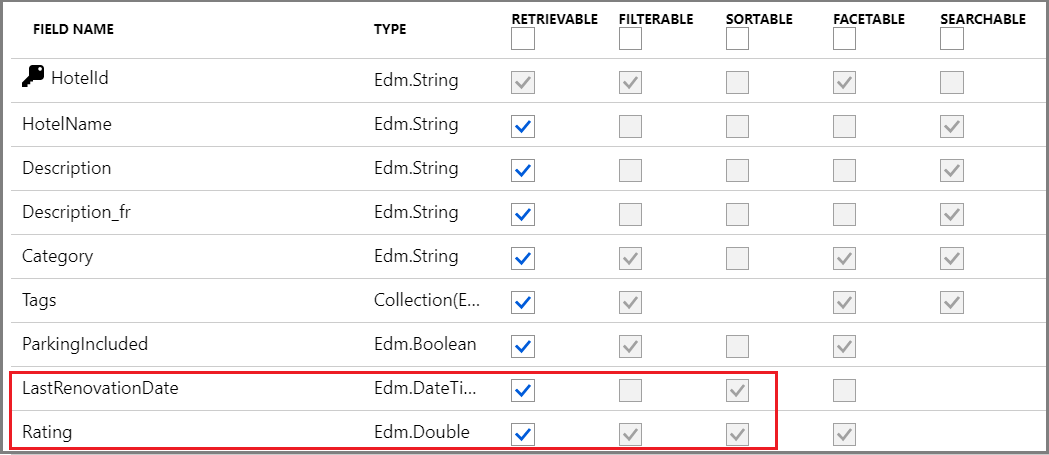 FIELD NAME TYPE RETRIEVABLE FILTERABLE SORTABLE FACETABLE SEARCHABLE
HotelId Edm.String
HotelName Edm.String
Description Edm.String
Description_fr Edm.String
Category Edm.String
Tags Collection(E...
ParkingIncluded Edm.Boolean
LastRenovationDate Edm.DateTi...
Rating Edm.Double